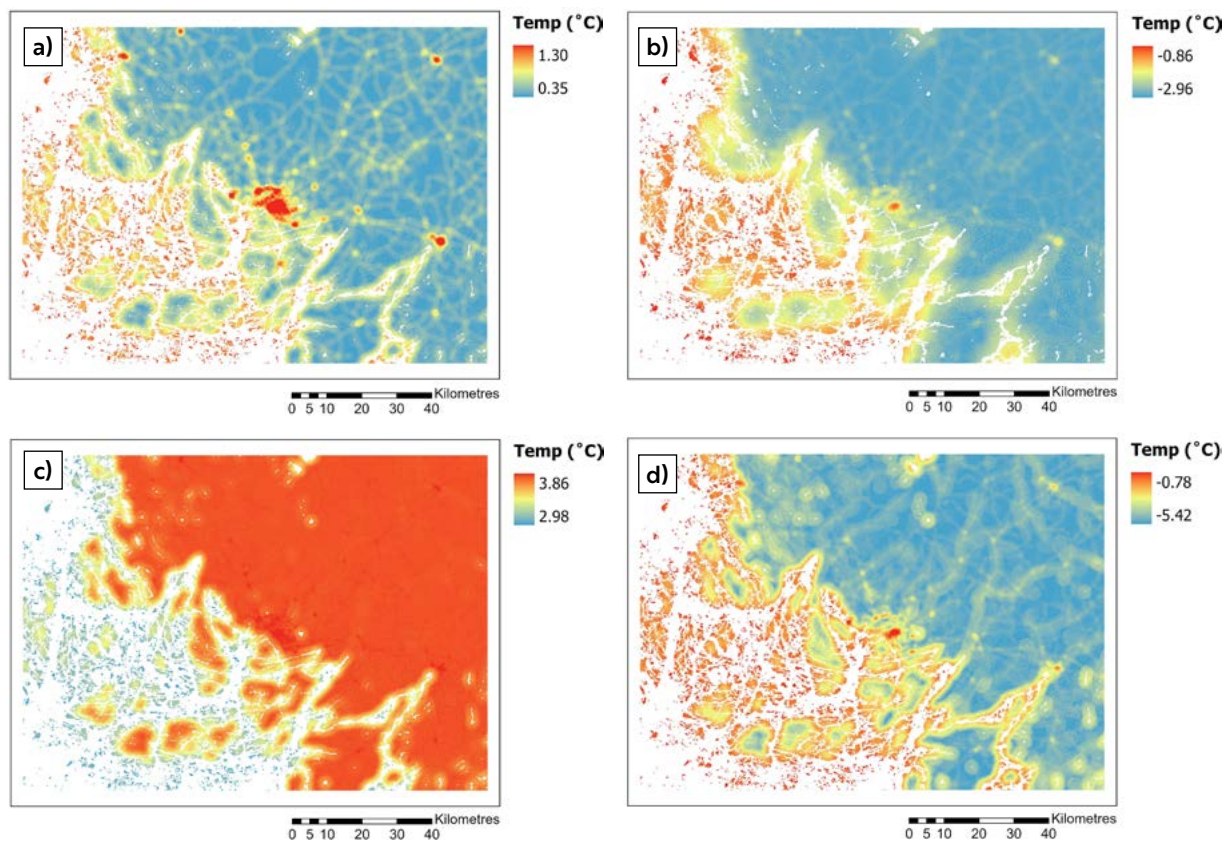 a)
Temp (˚C)
1.30
0.35
Kilometres
0 5 10 20 30 40
b)
Temp (˚C)
-0.86
-2.96
Kilometres
0 5 10 20 30 40
c)
Temp (˚C)
3.86
2.98
Kilometres
0 5 10 20 30 40
d)
Temp (˚C)
-0.78
-5.42
Kilometres
0 5 10 20 30 40